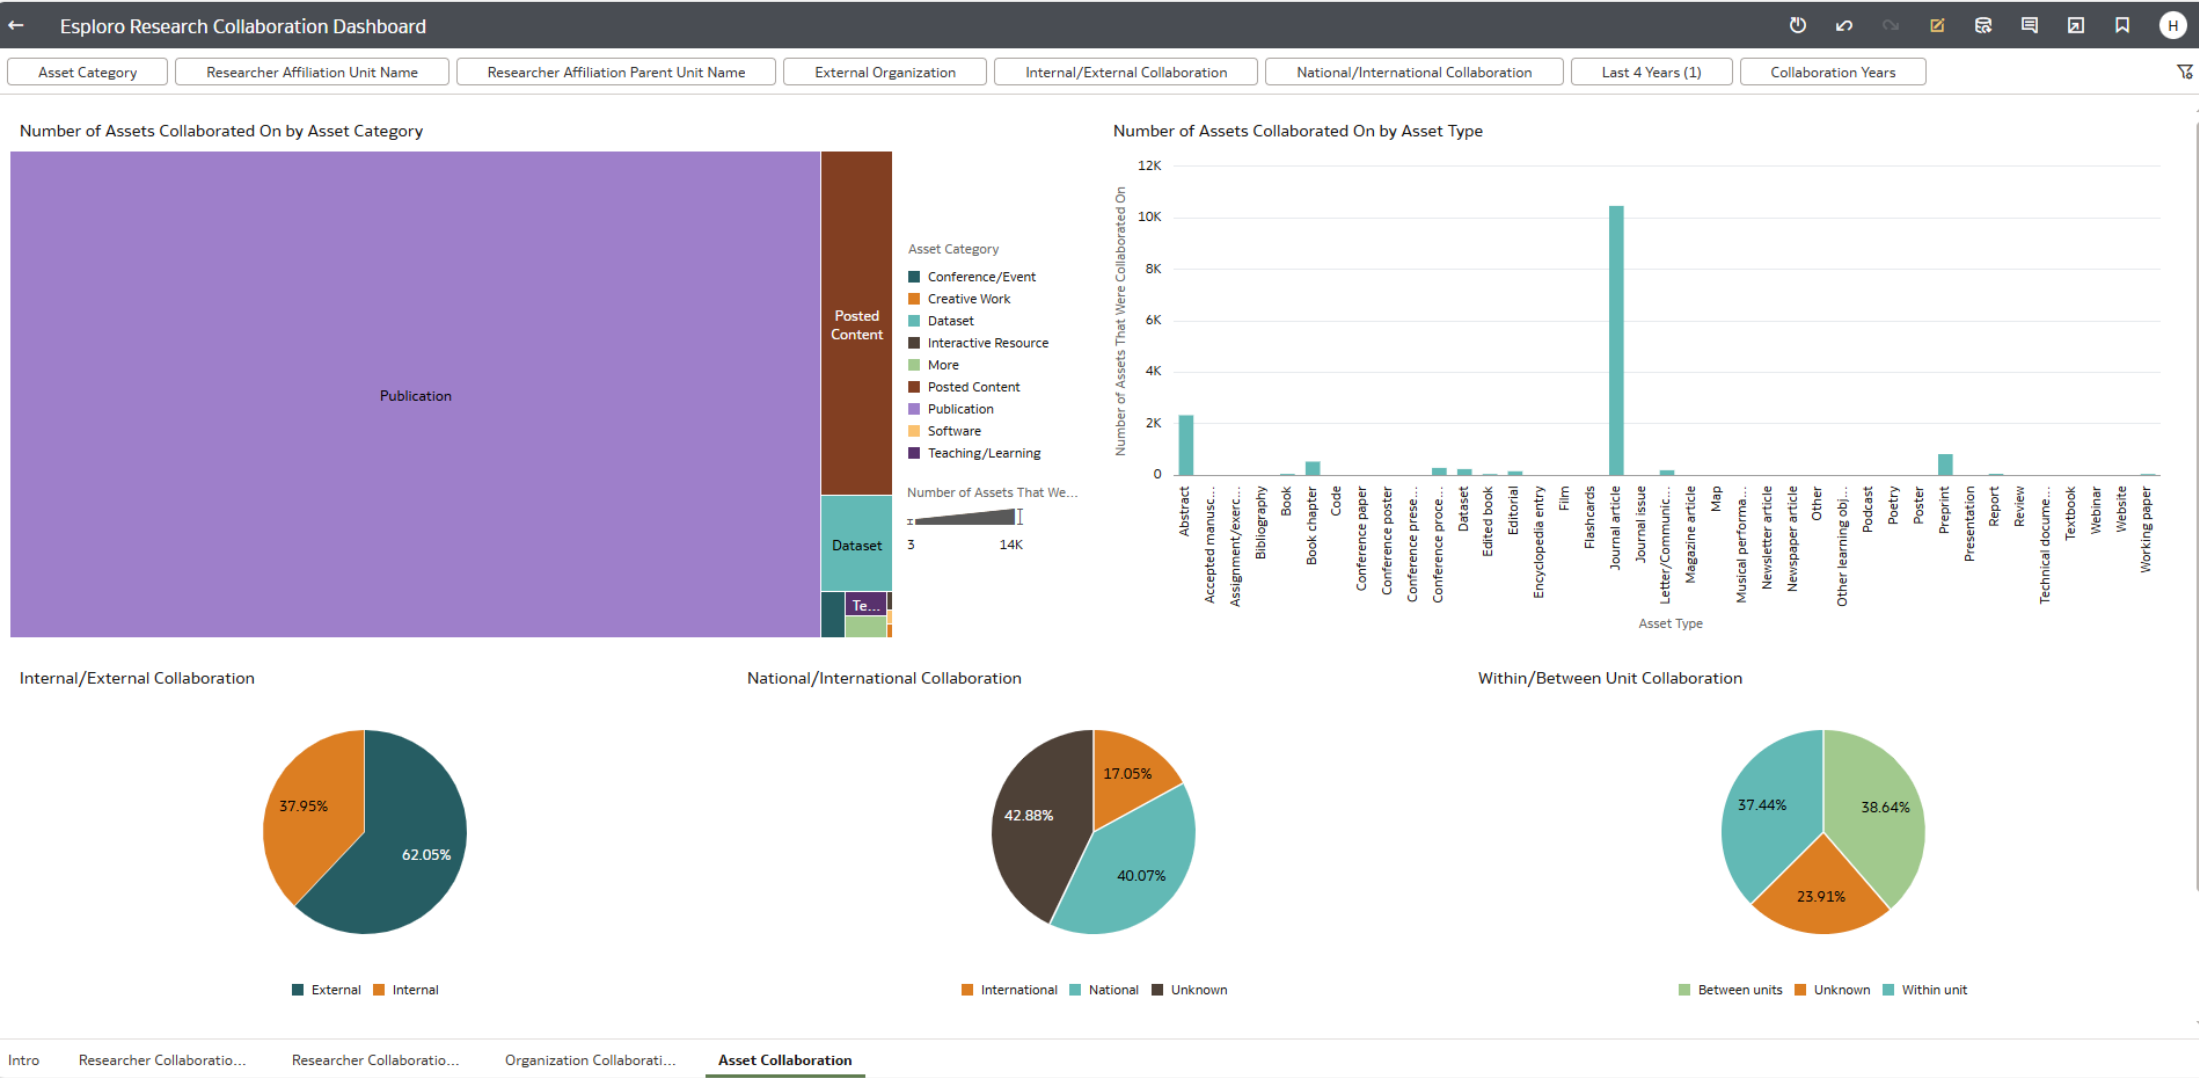 Esploro Research Collaboration Dashboard
H
Asset Category
Researcher Affiliation Unit Name
Researcher Affiliation Parent Unit Name
External Organization
Internal/External Collaboration
National/International Collaboration
Last 4 Years (1)
Collaboration Years
Number of Assets Collaborated On by Asset Category
Publication
Posted
Content
Dataset
Te...
Asset Category
Conference/Event
Creative Work
Dataset
Interactive Resource
More
Posted Content
Publication
Software
Teaching/Learning
Number of Assets That We...
3
14K
Number of Assets Collaborated On by Asset Type
Number of Assets That Were Collaborated On
12K
10K
8K
6K
4K
2K
0
Abstract
Accepted manusc...
Assignment/exerc...
Bibliography
Book
Book chapter
Code
Conference paper
Conference poster
Conference prese...
Conference proce...
Dataset
Edited book
Editorial
Encyclopedia entry
Film
Flashcards
Journal article
Journal issue
Letter/Communic...
Magazine article
Map
Musical performa...
Newsletter article
Newspaper article
Other
Other learning obj...
Podcast
Poetry
Poster
Preprint
Presentation
Report
Review
Technical docume...
Textbook
Webinar
Website
Working paper
Asset Type
Internal/External Collaboration
37.95%
62.05%
External
Internal
National/International Collaboration
17.05%
42.88%
40.07%
International
National
Unknown
Within/Between Unit Collaboration
37.44%
38.64%
23.91%
Between units
Unknown
Within unit
Intro
Researcher Collaboratio...
Researcher Collaboratio...
Organization Collaborati...
Asset Collaboration